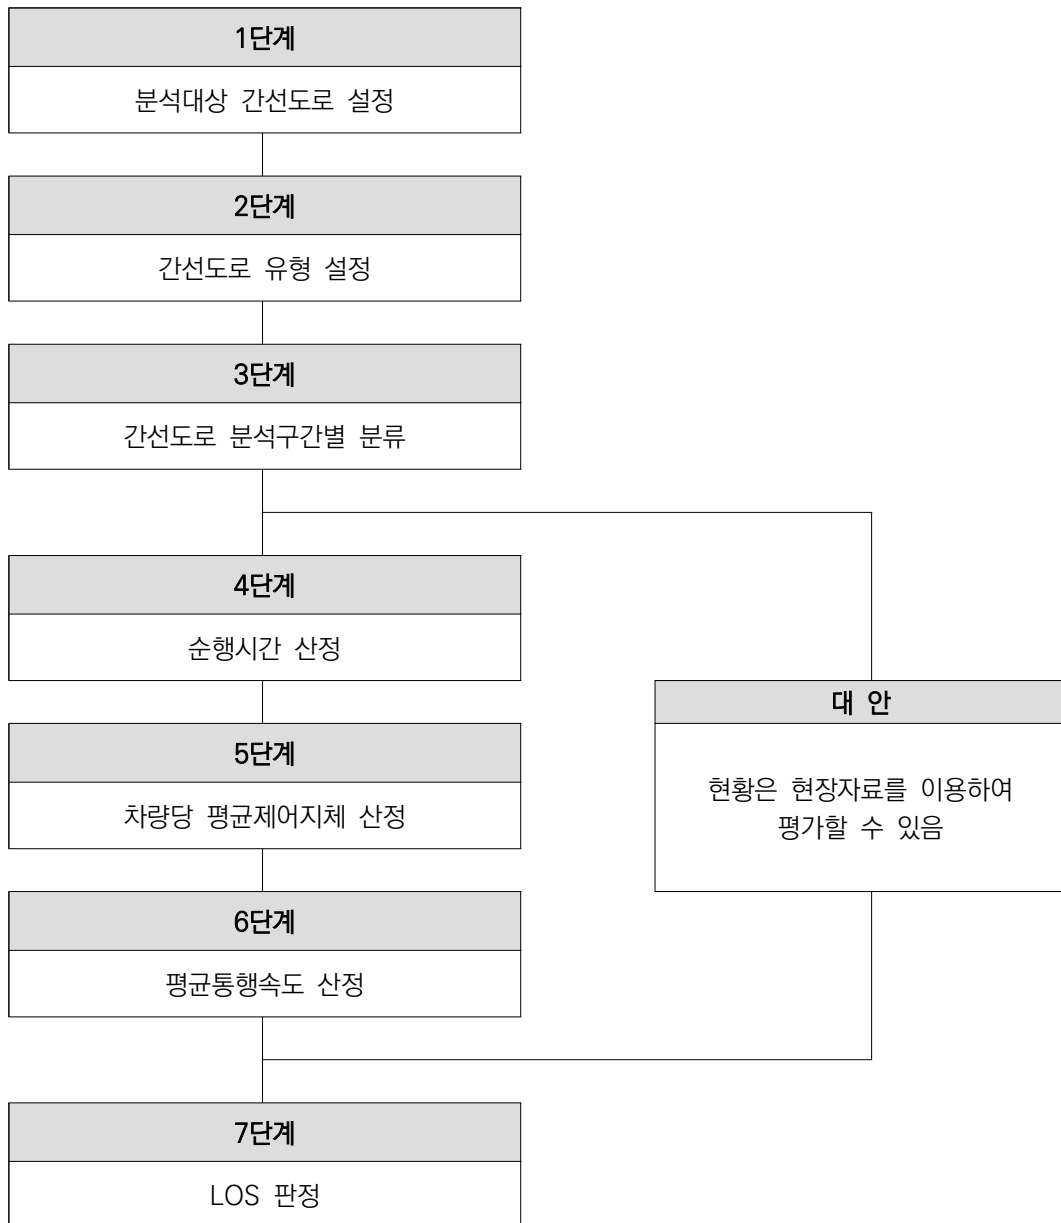 1단계
분석대상 간선도로 설정
2단계
간선도로 유형 설정
3단계
간선도로 분석구간별 분류
4단계
순행시간 산정
5단계
차량당 평균제어지체 산정
6단계
평균통행속도 산정
대 안
현황은 현장자료를 이용하여
평가할 수 있음
7단계
LOS 판정